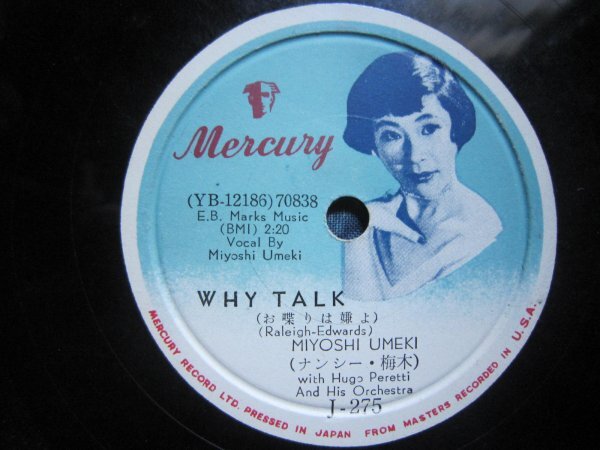 Mercury
(YB-12186) 70838
E.B. Marks Music
(BMI) 2:20
Vocal By
Miyoshi Umeki
WHY TALK
(お喋りは嫌よ)
(Raleigh-Edwards)
MIYOSHI UMEKI
(ナンシー・梅木)
with Hugo Peretti
And His Orchestra
J-275
MERCURY RECORD LTD. PRESSED IN JAPAN FROM MASTERS RECORDED IN U.S.A.